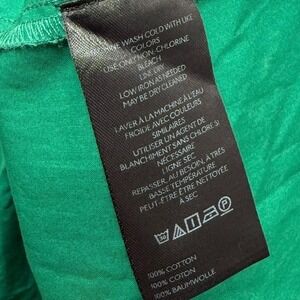 MACHINE WASH COLD WITH LIKE
COLORS
USE ONLY NON-CHLORINE
BLEACH
LINE DRY
LOW IRON AS NEEDED
MAY BE DRY CLEANED
LAVER À LA MACHINE À L'EAU
FROIDE AVEC COULEURS
SIMILAIRES
UTILISER UN AGENT DE
BLANCHIMENT SANS CHLORE SI
NÉCESSAIRE
LIGNE SEC
REPASSER, AU BESOIN, À
BASSE TEMPÉRATURE
PEUT-ÊTRE ÊTRE NETTOYÉE
À SEC
30 P
100% COTTON
100% COTON
100% BAUMWOLLE